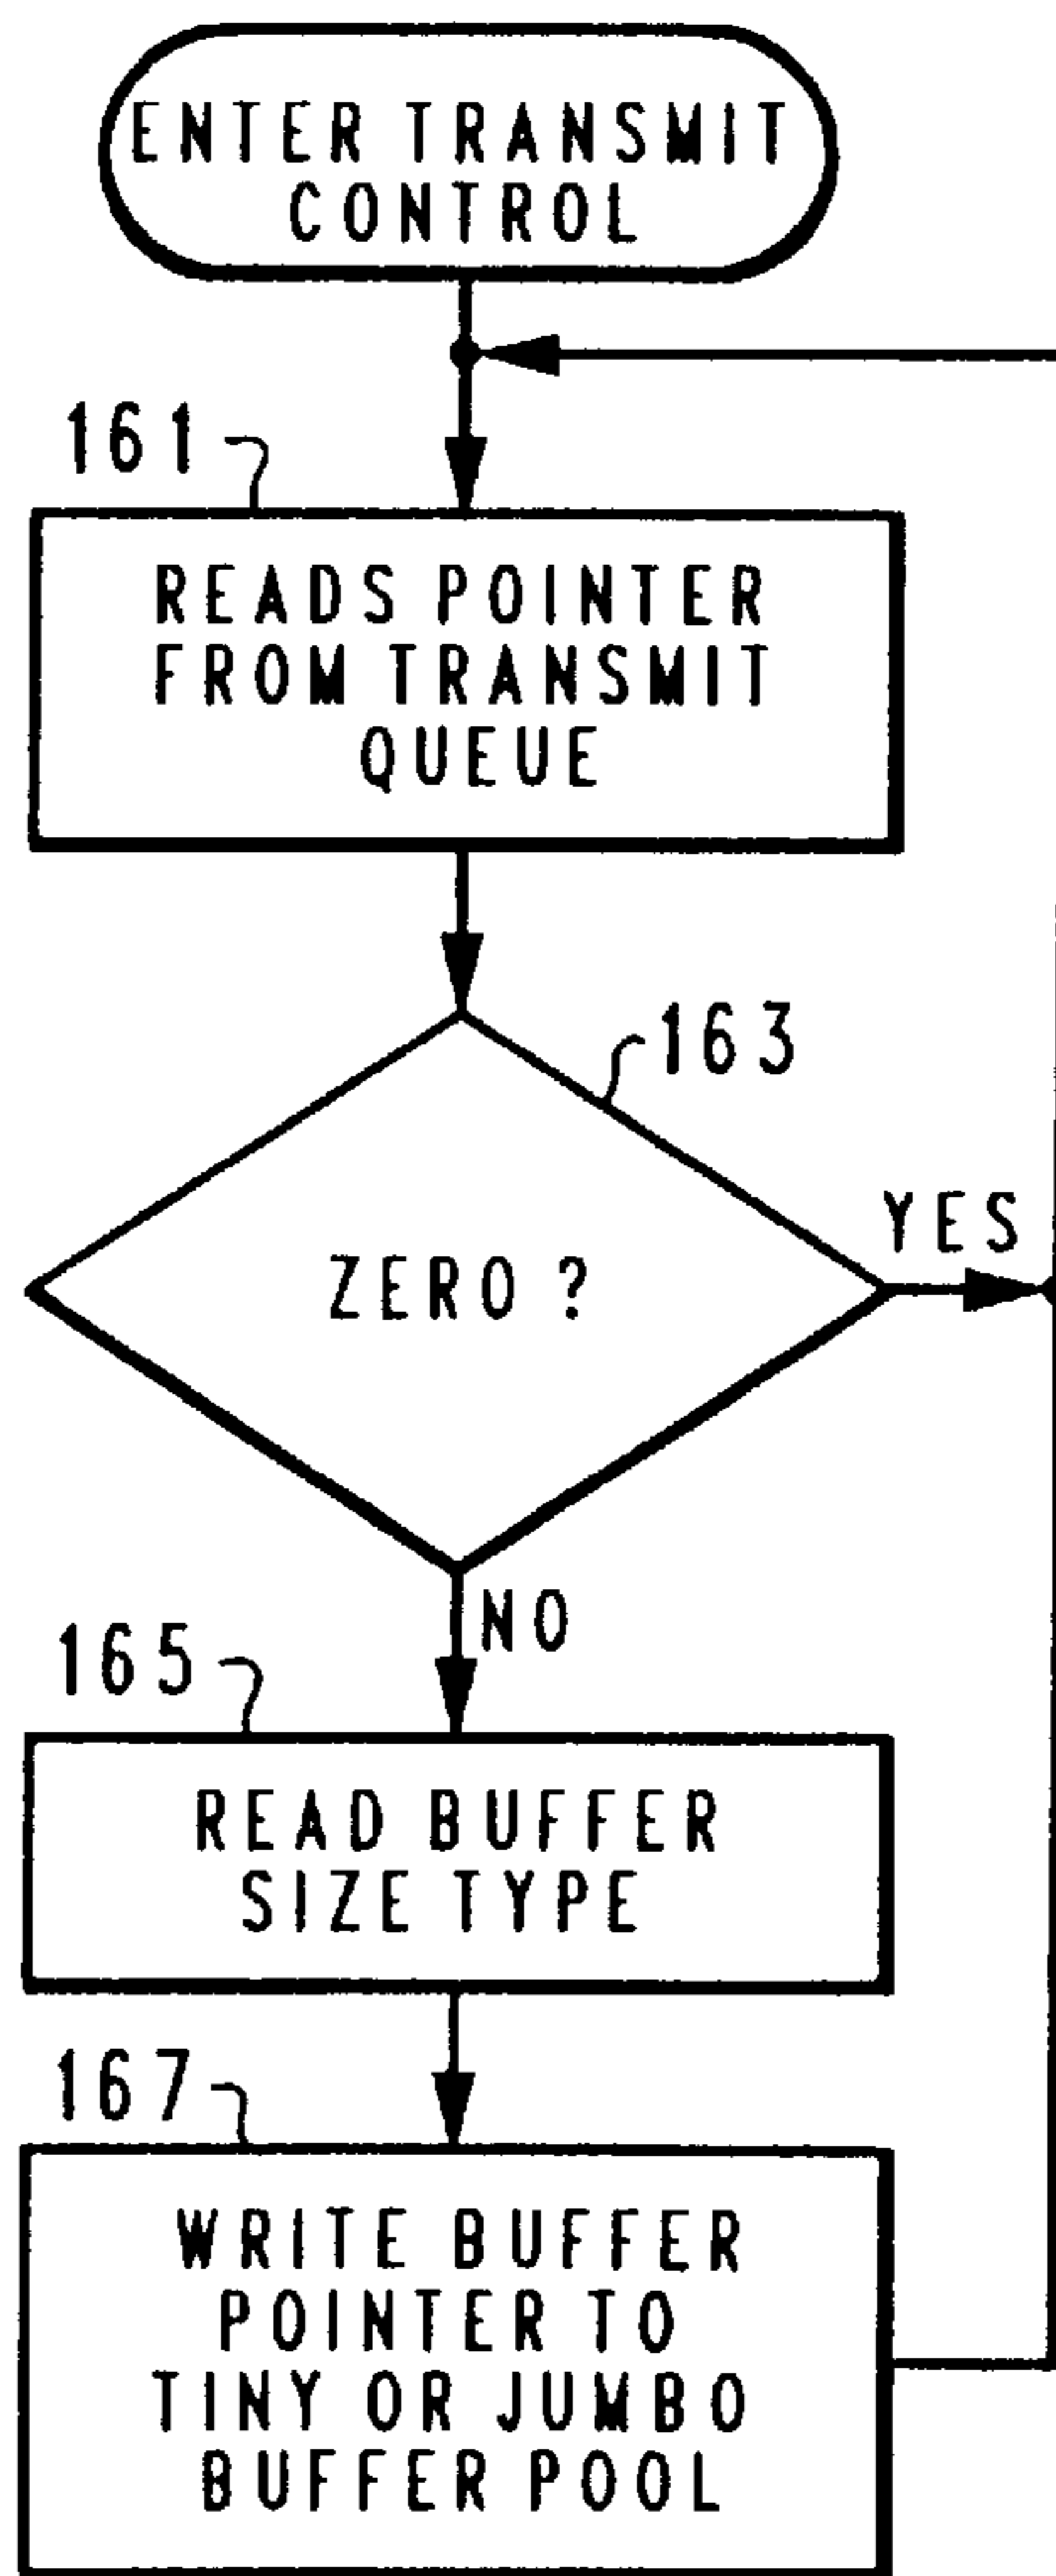 ENTER TRANSMIT
CONTROL
161
READS POINTER
FROM TRANSMIT
QUEUE
163
ZERO ?
YES
NO
165
READ BUFFER
SIZE TYPE
167
WRITE BUFFER
POINTER TO
TINY OR JUMBO
BUFFER POOL